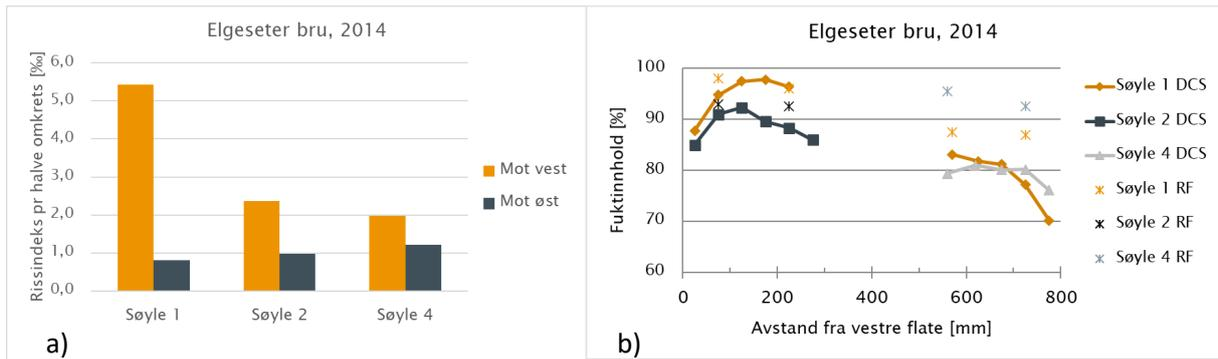 Elgeseter bru, 2014
Rissindeks pr halve omkrets [‰]
6,0
5,0
4,0
3,0
2,0
1,0
0,0
Søyle 1
Søyle 2
Søyle 4
Mot vest
Mot øst
a)
Elgeseter bru, 2014
Fuktinnhold [%]
100
90
80
70
60
0
200
400
600
800
Avstand fra vestre flate [mm]
Søyle 1 DCS
Søyle 2 DCS
Søyle 4 DCS
Søyle 1 RF
Søyle 2 RF
Søyle 4 RF
b)